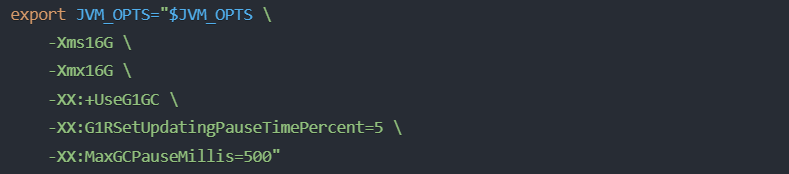 export JVM_OPTS="$JVM_OPTS \
-Xms16G \
-Xmx16G \
-XX:+UseG1GC \
-XX:G1RSetUpdatingPauseTimePercent=5 \
-XX:MaxGCPauseMillis=500"